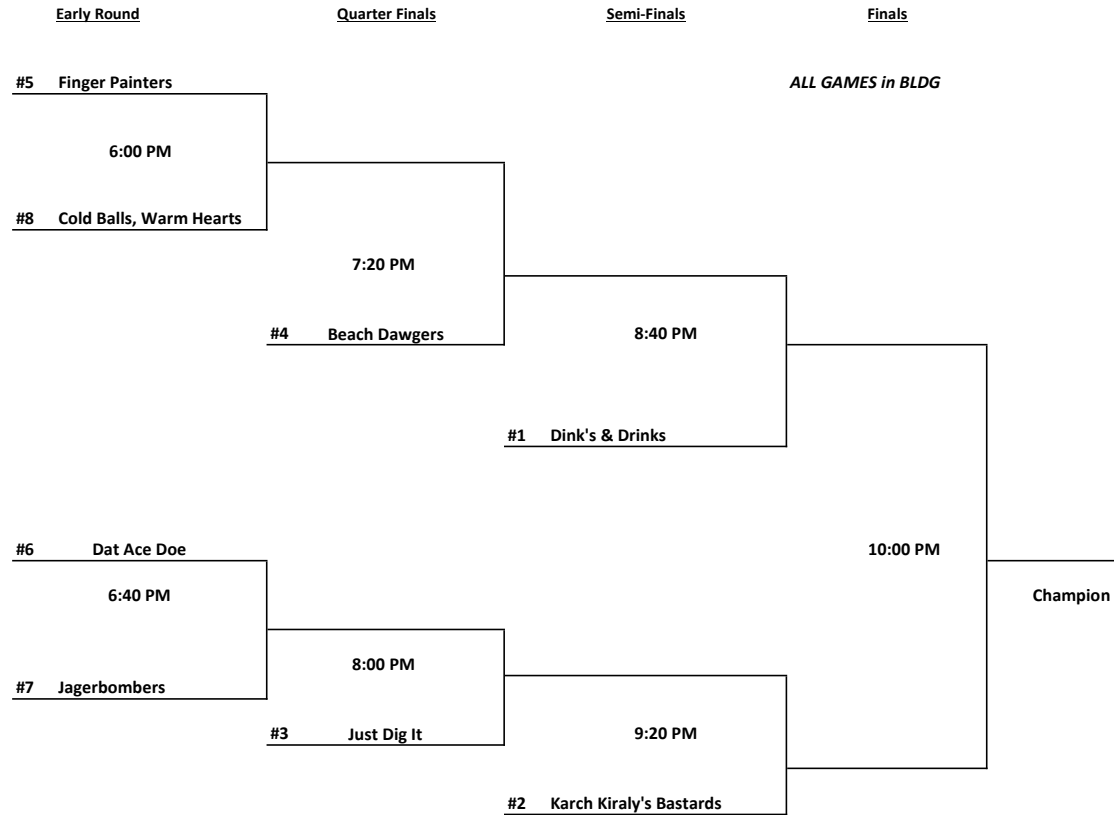 Early Round Quarter Finals Semi-Finals Finals
#5 Finger Painters ALL GAMES in BLDG
6:00 PM
#8 Cold Balls, Warm Hearts
7:20 PM
#4 Beach Dawgers 8:40 PM
#1 Dink's & Drinks
#6 Dat Ace Doe 10:00 PM
6:40 PM Champion
8:00 PM
#7 Jagerbombers
#3 Just Dig It 9:20 PM
#2 Karch Kiraly's Bastards